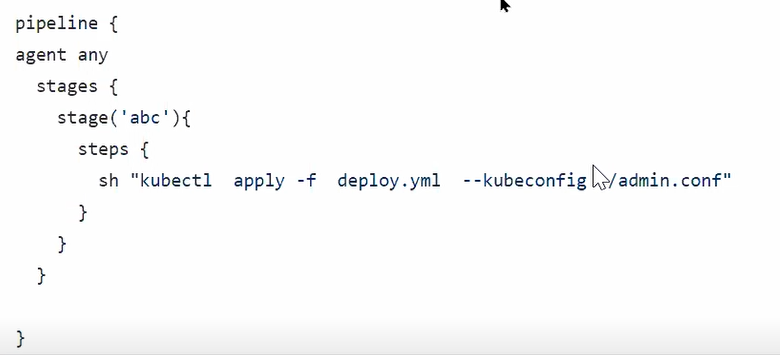 pipeline {
agent any
stages {
stage('abc'){
steps {
sh "kubectl  apply -f  deploy.yml  --kubeconfig /admin.conf"
}
}
}
}